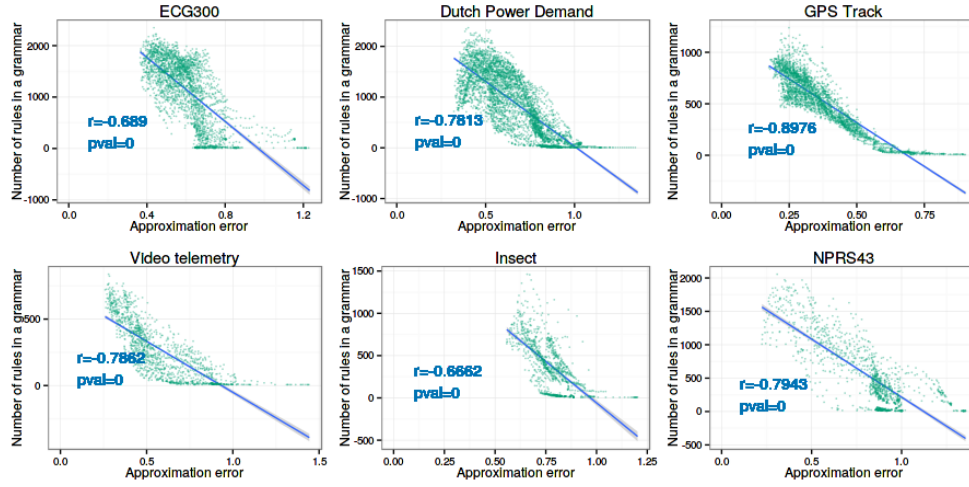 ECG300
Number of rules in a grammar
2000
1000
0
-1000
r=-0.689
pval=0
0.0
0.4
0.8
1.2
Approximation error
Dutch Power Demand
Number of rules in a grammar
2000
1000
0
-1000
r=-0.7813
pval=0
0.0
0.5
1.0
Approximation error
GPS Track
Number of rules in a grammar
1000
500
0
r=-0.8976
pval=0
0.00
0.25
0.50
0.75
Approximation error
Video telemetry
Number of rules in a grammar
500
0
r=-0.7862
pval=0
0.0
0.5
1.0
1.5
Approximation error
Insect
Number of rules in a grammar
1500
1000
500
0
-500
r=-0.6662
pval=0
0.00
0.25
0.50
0.75
1.00
1.25
Approximation error
NPRS43
Number of rules in a grammar
2000
1500
1000
500
0
-500
r=-0.7943
pval=0
0.0
0.5
1.0
Approximation error